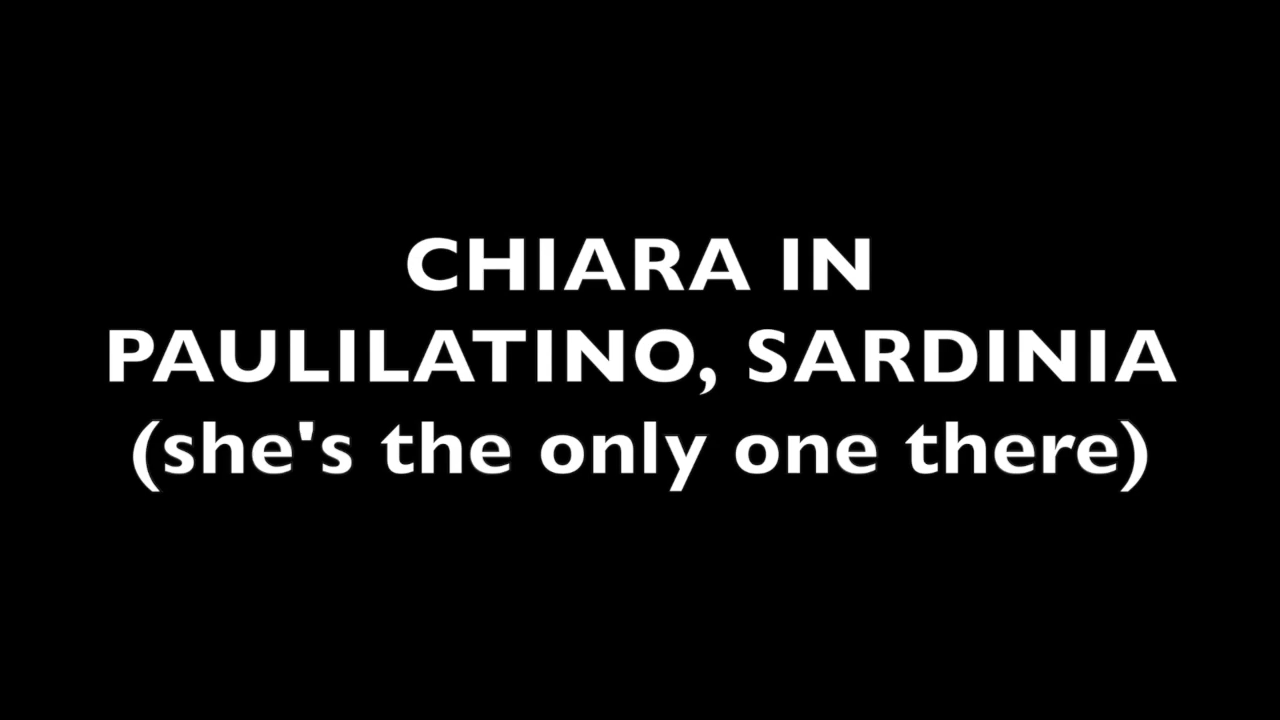 CHIARA IN
PAULILATINO, SARDINIA
(she's the only one there)